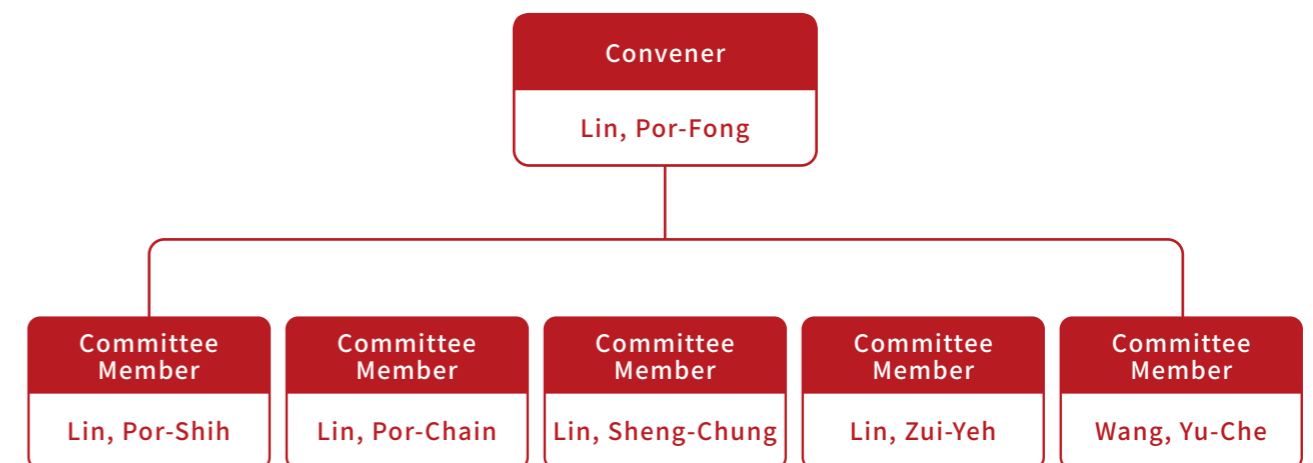 Convener
Lin, Por-Fong
Committee
Member
Lin, Por-Shih
Committee
Member
Lin, Por-Chain
Committee
Member
Lin, Sheng-Chung
Committee
Member
Lin, Zui-Yeh
Committee
Member
Wang, Yu-Che